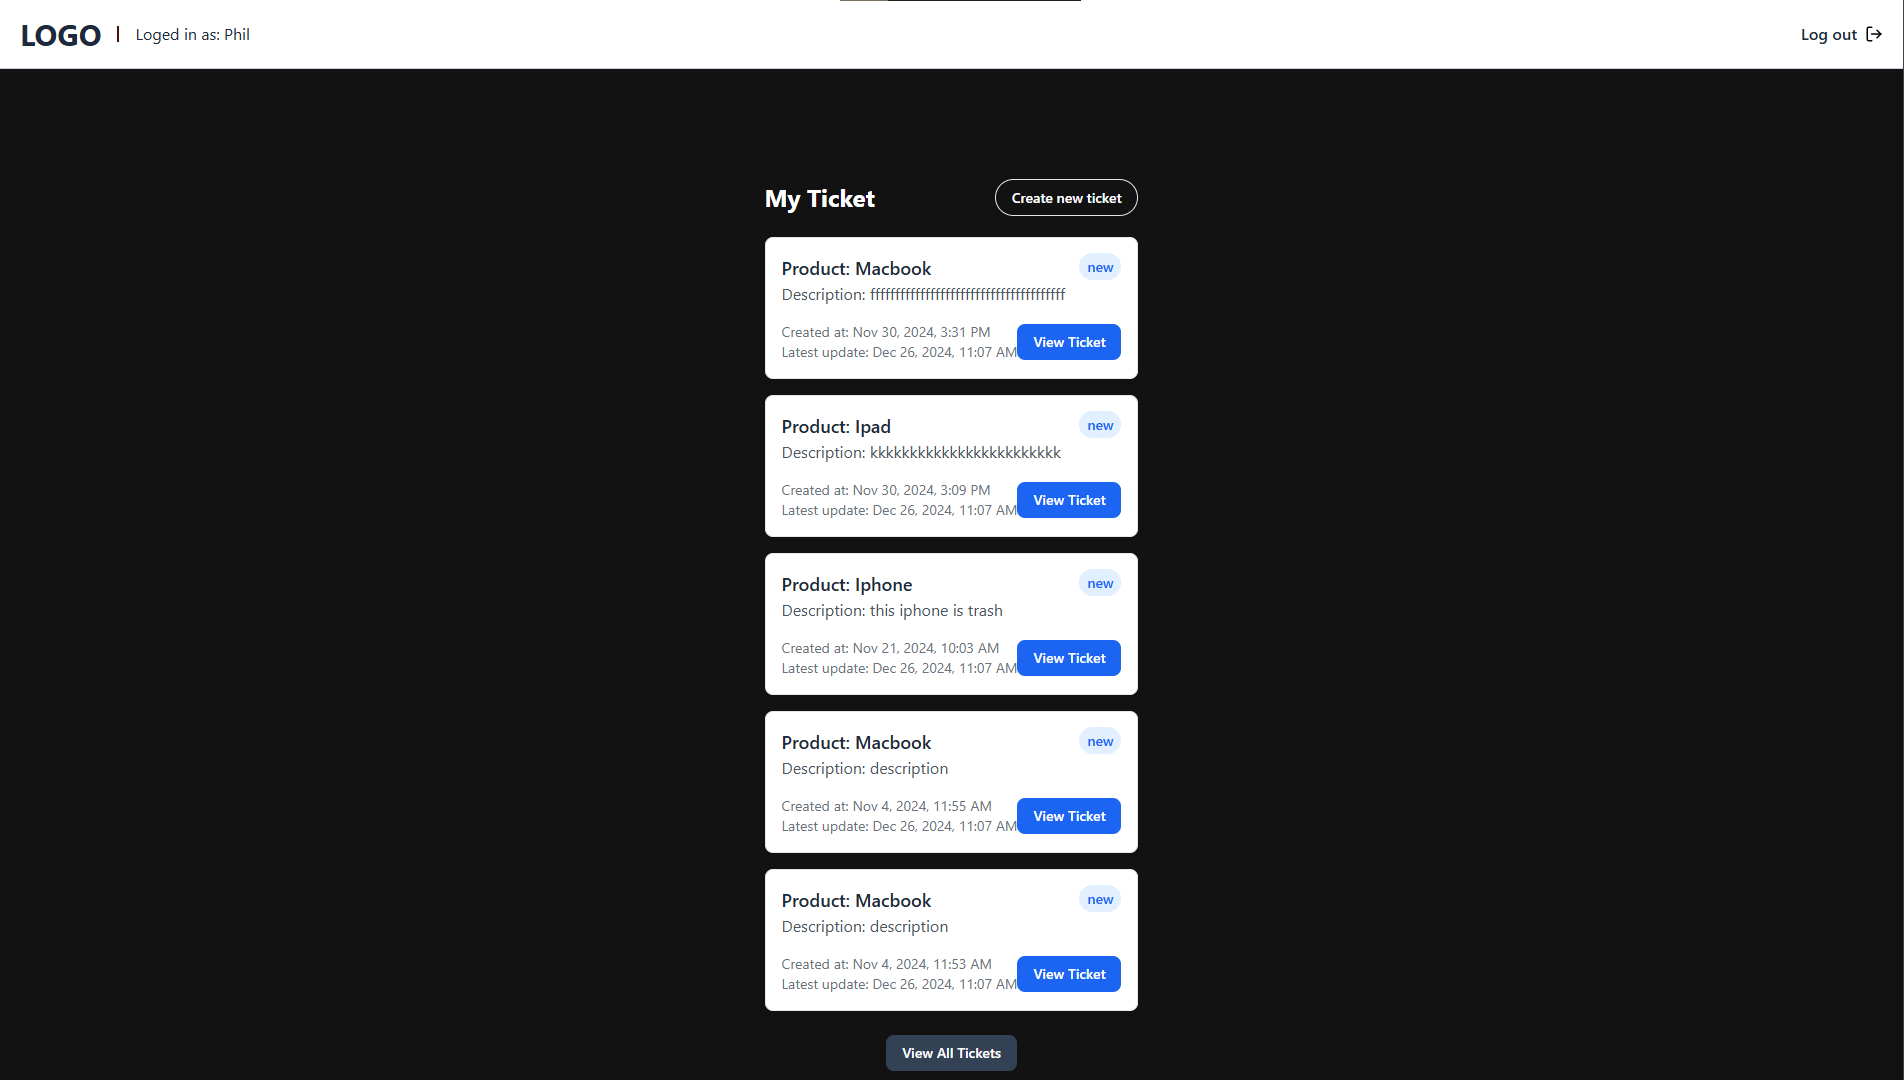 LOGO
Loged in as: Phil
Log out
My Ticket
Create new ticket
Product: Macbook
new
Description: fffffffffffffffffffffffffffffffffffffff
Created at: Nov 30, 2024, 3:31 PM
Latest update: Dec 26, 2024, 11:07 AM
View Ticket
Product: Ipad
new
Description: kkkkkkkkkkkkkkkkkkkkkkkk
Created at: Nov 30, 2024, 3:09 PM
Latest update: Dec 26, 2024, 11:07 AM
View Ticket
Product: Iphone
new
Description: this iphone is trash
Created at: Nov 21, 2024, 10:03 AM
Latest update: Dec 26, 2024, 11:07 AM
View Ticket
Product: Macbook
new
Description: description
Created at: Nov 4, 2024, 11:55 AM
Latest update: Dec 26, 2024, 11:07 AM
View Ticket
Product: Macbook
new
Description: description
Created at: Nov 4, 2024, 11:53 AM
Latest update: Dec 26, 2024, 11:07 AM
View Ticket
View All Tickets